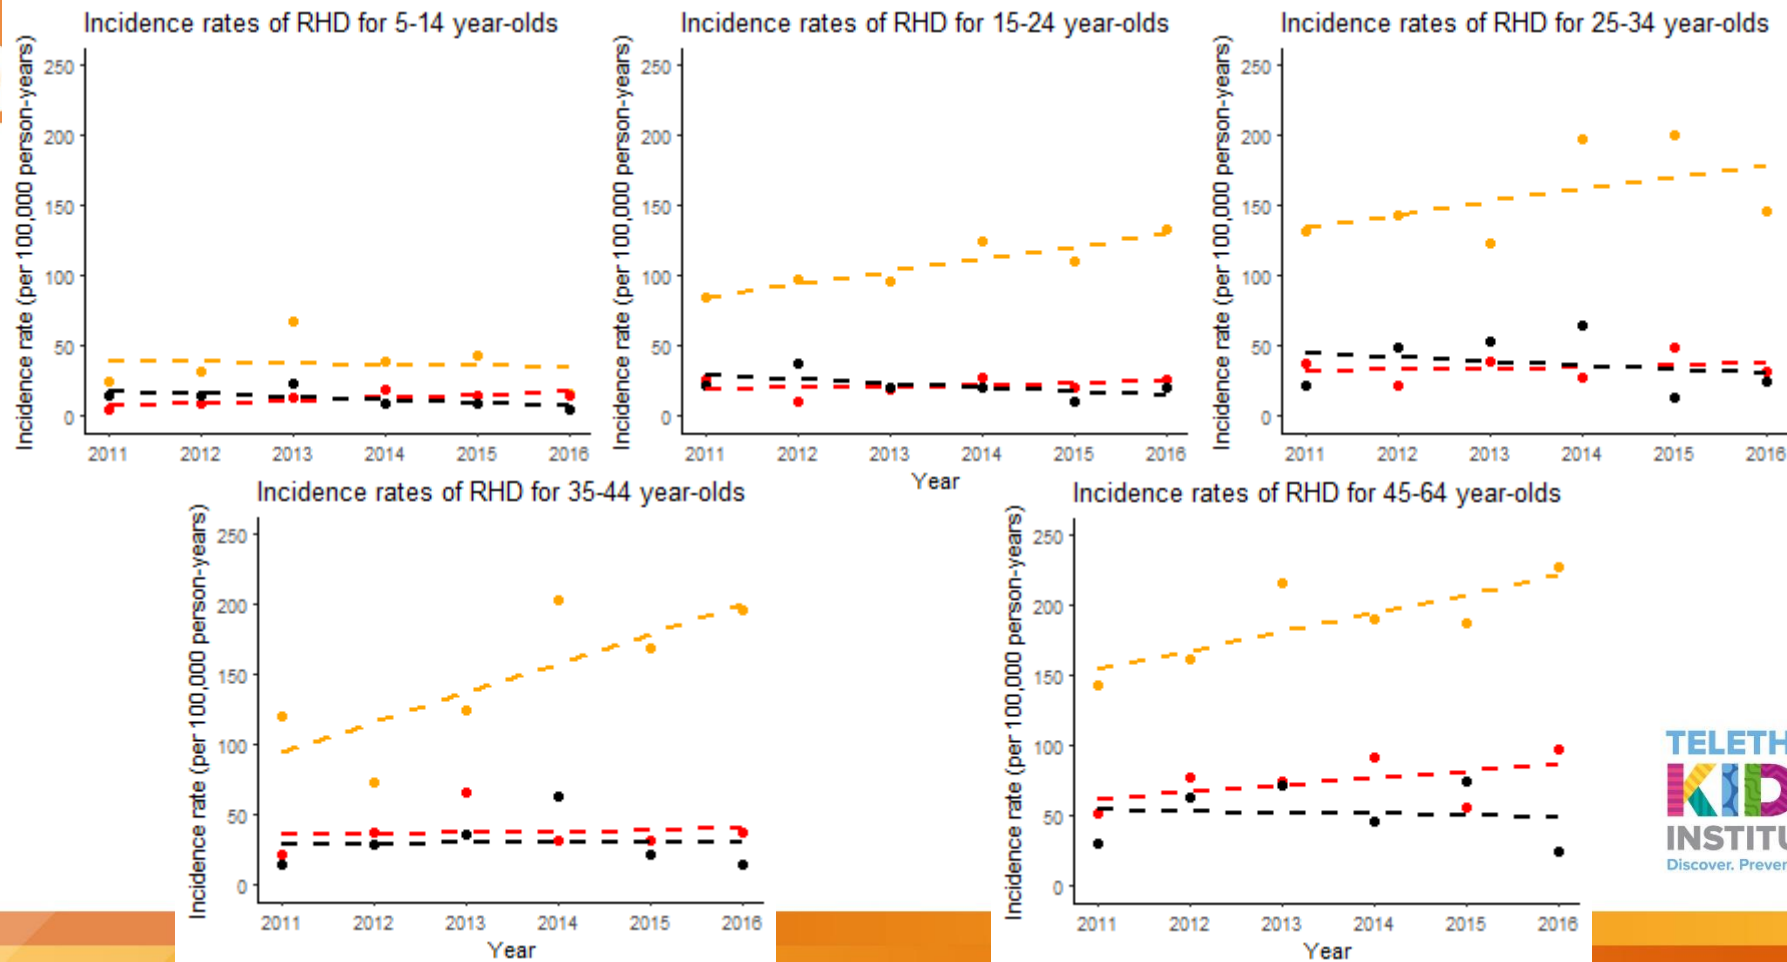 Incidence rates of RHD for 5-14 year-olds
Incidence rate (per 100,000 person-years)
250
200
150
100
50
0
2011 2012 2013 2014 2015 2016
Incidence rates of RHD for 15-24 year-olds
Incidence rate (per 100,000 person-years)
250
200
150
100
50
0
2011 2012 2013 2014 2015 2016
Year
Incidence rates of RHD for 25-34 year-olds
Incidence rate (per 100,000 person-years)
250
200
150
100
50
0
2011 2012 2013 2014 2015 2016
Incidence rates of RHD for 35-44 year-olds
Incidence rate (per 100,000 person-years)
250
200
150
100
50
0
2011 2012 2013 2014 2015 2016
Year
Incidence rates of RHD for 45-64 year-olds
Incidence rate (per 100,000 person-years)
250
200
150
100
50
0
2011 2012 2013 2014 2015 2016
Year
TELETH
KID
INSTITU
Discover. Preven